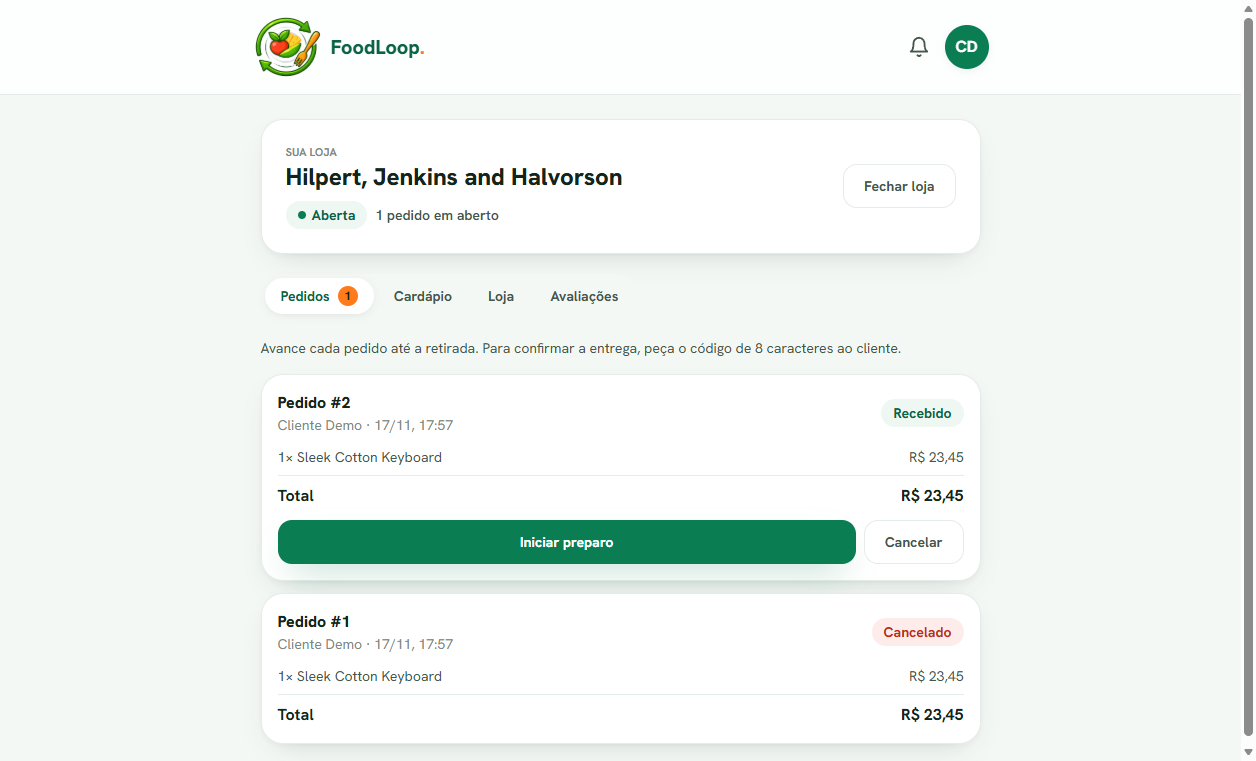 FoodLoop.
CD
SUA LOJA
Hilpert, Jenkins and Halvorson
Fechar loja
Aberta 1 pedido em aberto
Pedidos 1 Cardápio Loja Avaliações
Avance cada pedido até a retirada. Para confirmar a entrega, peça o código de 8 caracteres ao cliente.
Pedido #2
Recebido
Cliente Demo · 17/11, 17:57
1× Sleek Cotton Keyboard R$ 23,45
Total R$ 23,45
Iniciar preparo Cancelar
Pedido #1
Cancelado
Cliente Demo · 17/11, 17:57
1× Sleek Cotton Keyboard R$ 23,45
Total R$ 23,45